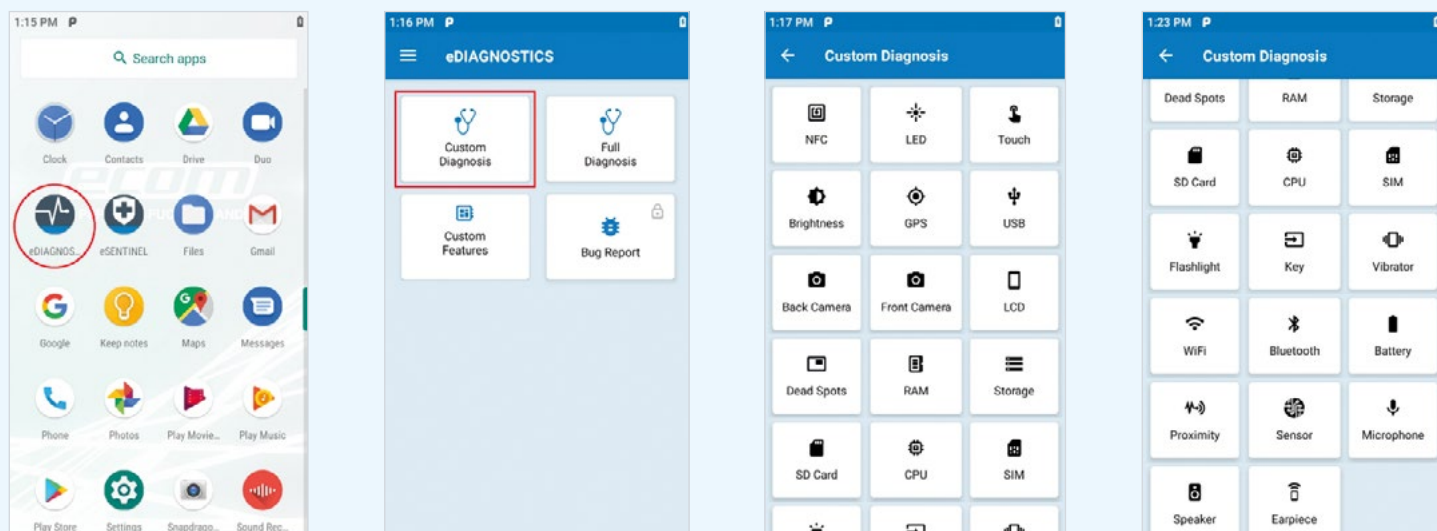 1:15 PM P
Search apps
Clock Contacts Drive Duo
ecom
eDIAGNOS... eSENTINEL Files Gmail
Google Keep notes Maps Messages
Phone Photos Play Movie... Play Music
Play Store Settings Snapdrago... Sound Rec...
1:16 PM P
eDIAGNOSTICS
Custom
Diagnosis
Full
Diagnosis
Custom
Features
Bug Report
1:17 PM P
Custom Diagnosis
NFC LED Touch
Brightness GPS USB
Back Camera Front Camera LCD
Dead Spots RAM Storage
SD Card CPU SIM
1:23 PM P
Custom Diagnosis
Dead Spots RAM Storage
SD Card CPU SIM
Flashlight Key Vibrator
WiFi Bluetooth Battery
Proximity Sensor Microphone
Speaker Earpiece